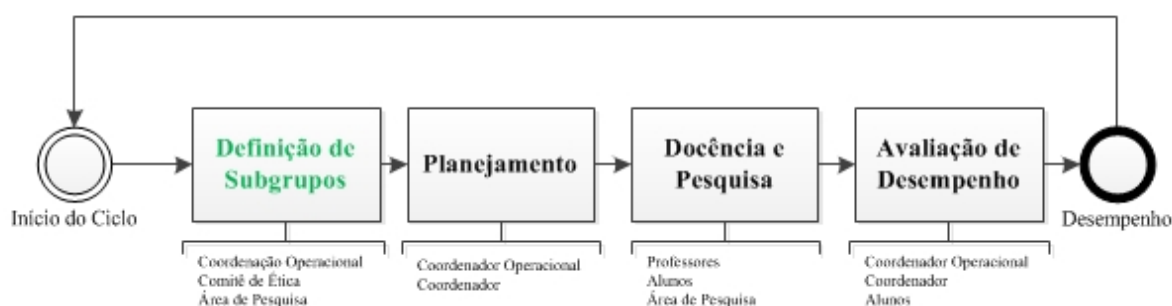 Definição de
Subgrupos
Planejamento
Docência e
Pesquisa
Avaliação de
Desempenho
Início do Ciclo
Desempenho
Coordenação Operacional
Comitê de Ética
Área de Pesquisa
Coordenador Operacional
Coordenador
Professores
Alunos
Área de Pesquisa
Coordenador Operacional
Coordenador
Alunos